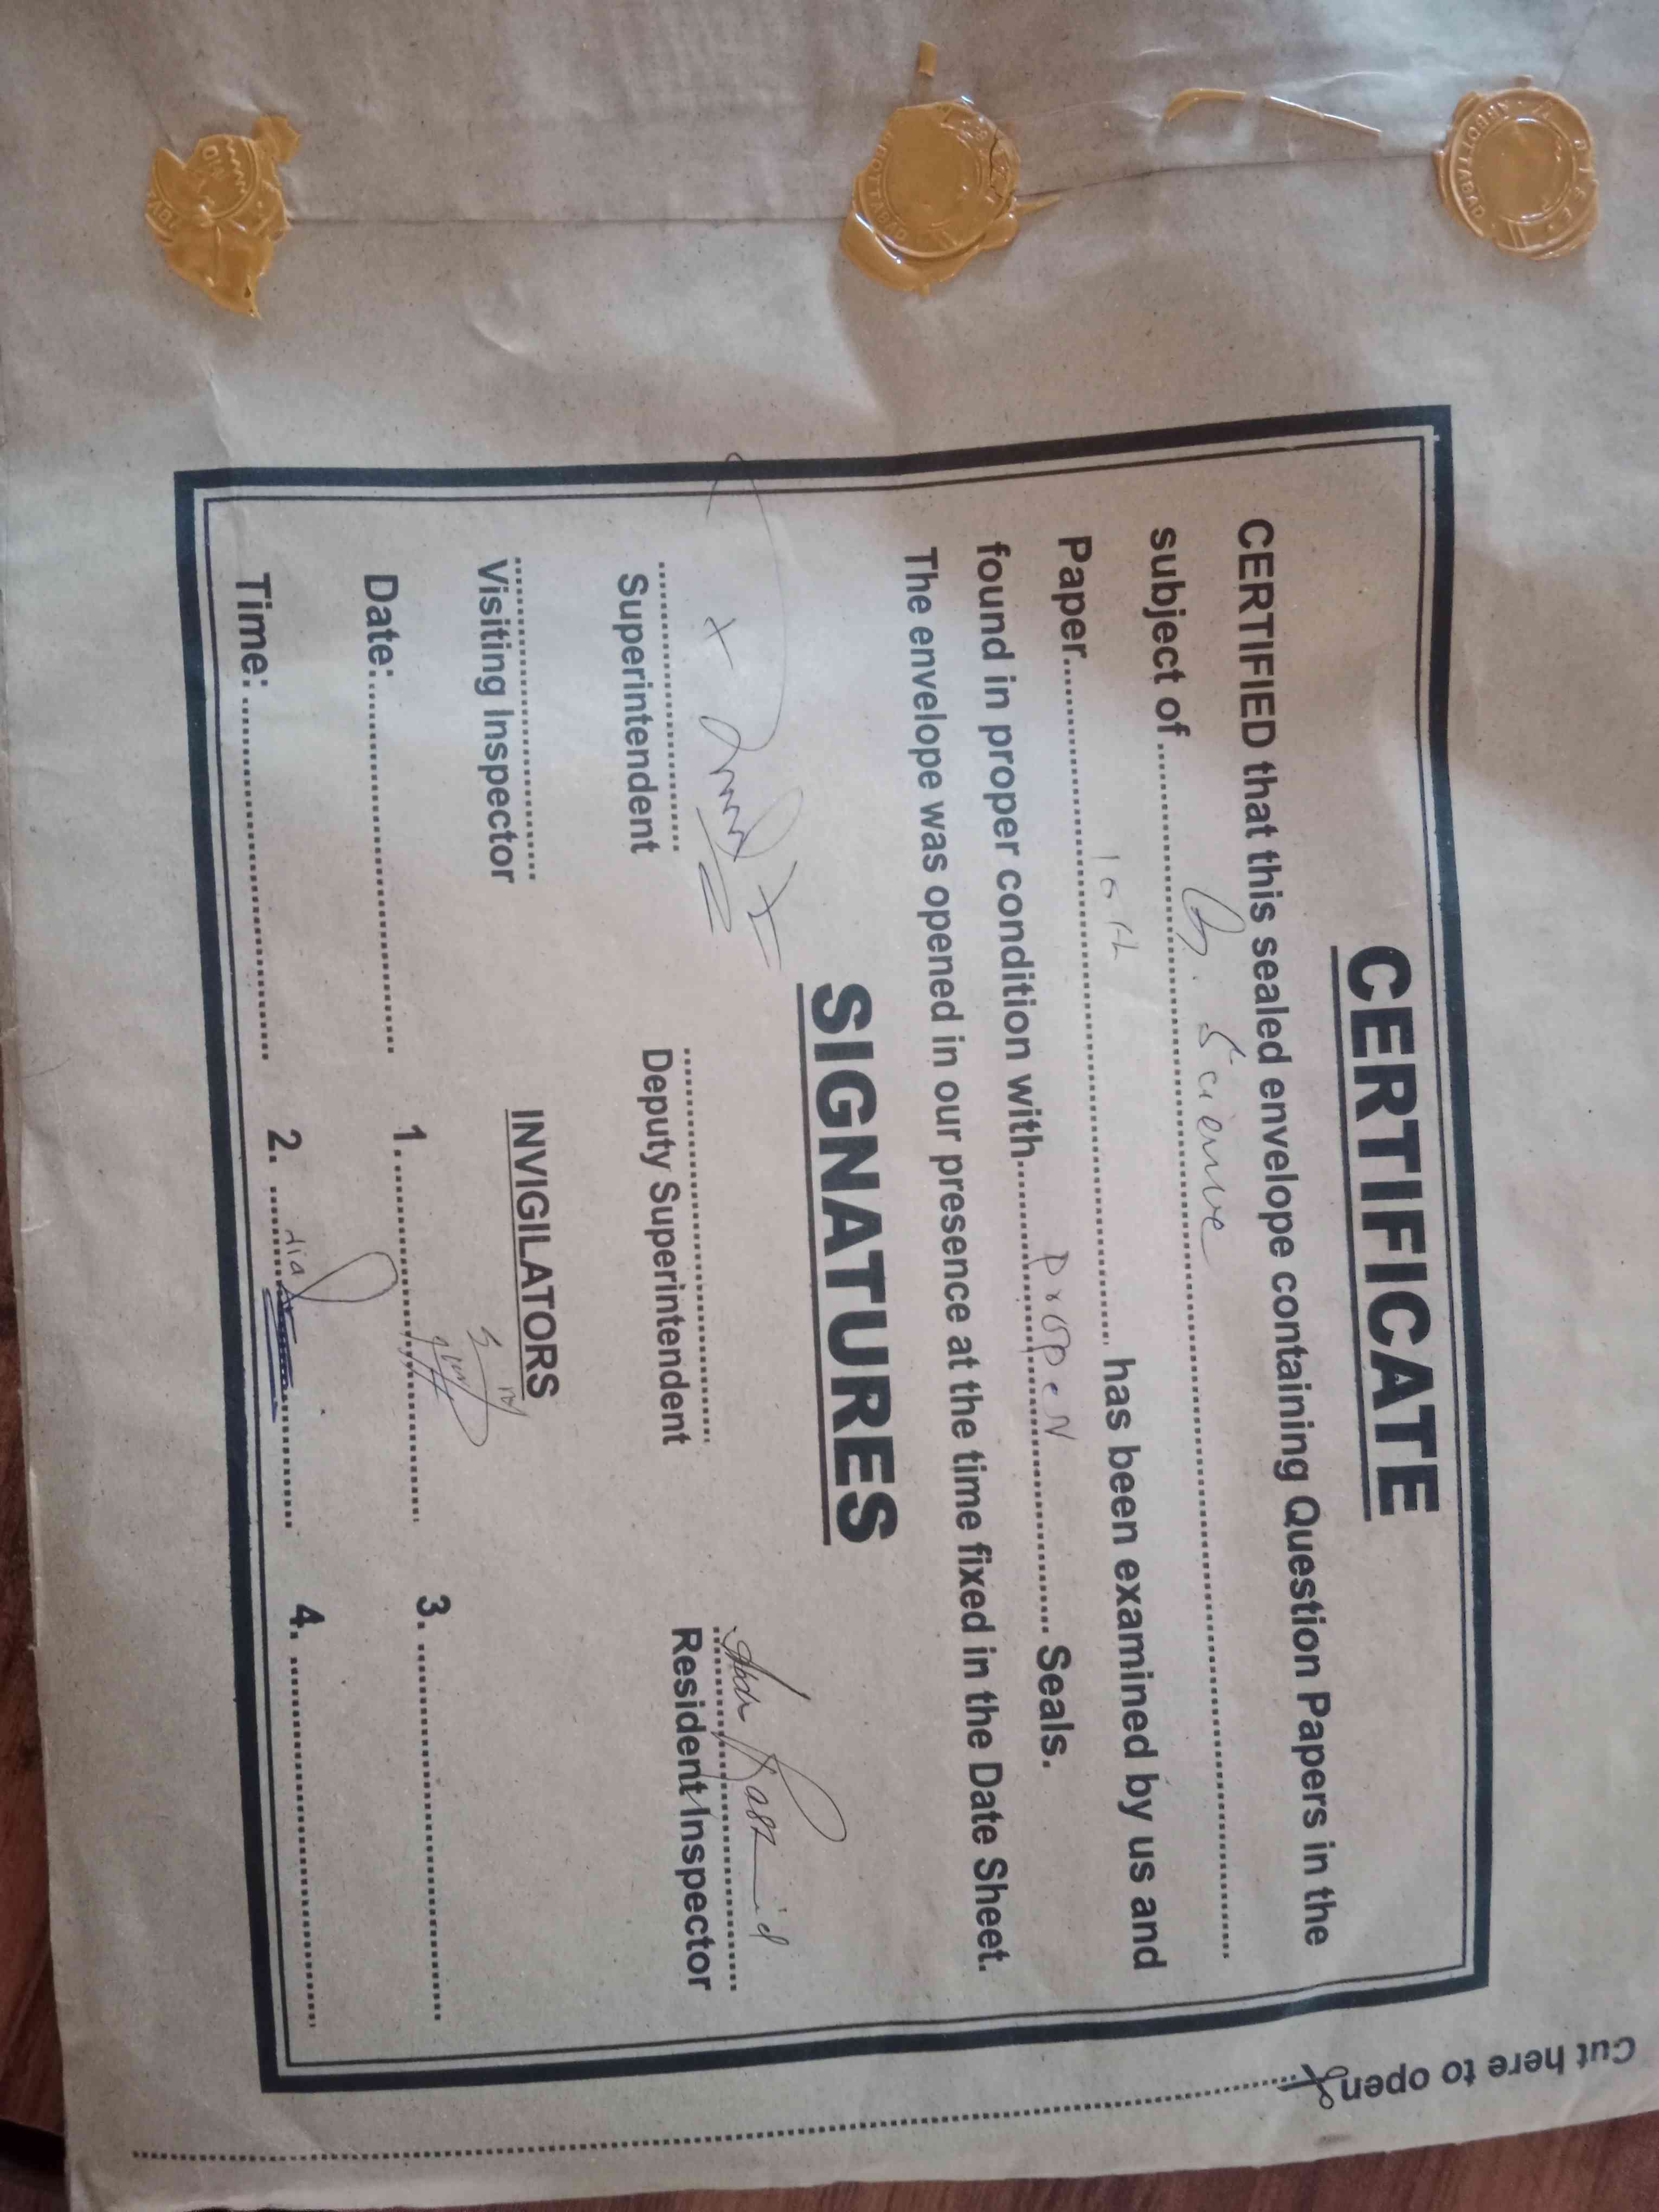 CERTIFICATE
CERTIFIED that this sealed envelope containing Question Papers in the
subject of G. Science
Paper 10th has been examined by us and
found in proper condition with proper Seals.
The envelope was opened in our presence at the time fixed in the Date Sheet.
SIGNATURES
Superintendent
Deputy Superintendent
Abdu Rashid
Resident Inspector
Visiting Inspector
INVIGILATORS
Date:
1.
3.
Time:
2.
4.
Cut here to open
B.I.S.E.
ABBOTTABAD